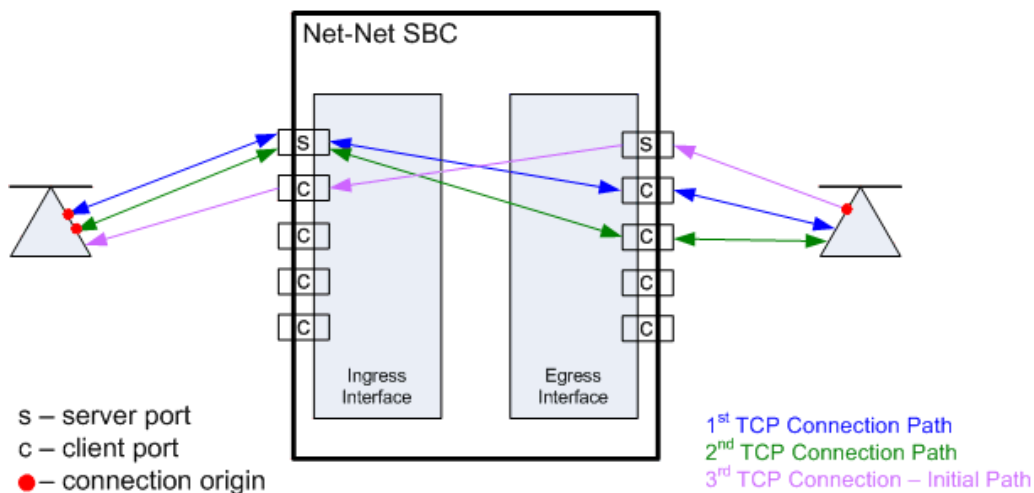 Net-Net SBC
S
S
C
C
C
C
C
C
C
C
Ingress
Interface
Egress
Interface
s – server port
c – client port
– connection origin
1st TCP Connection Path
2nd TCP Connection Path
3rd TCP Connection – Initial Path